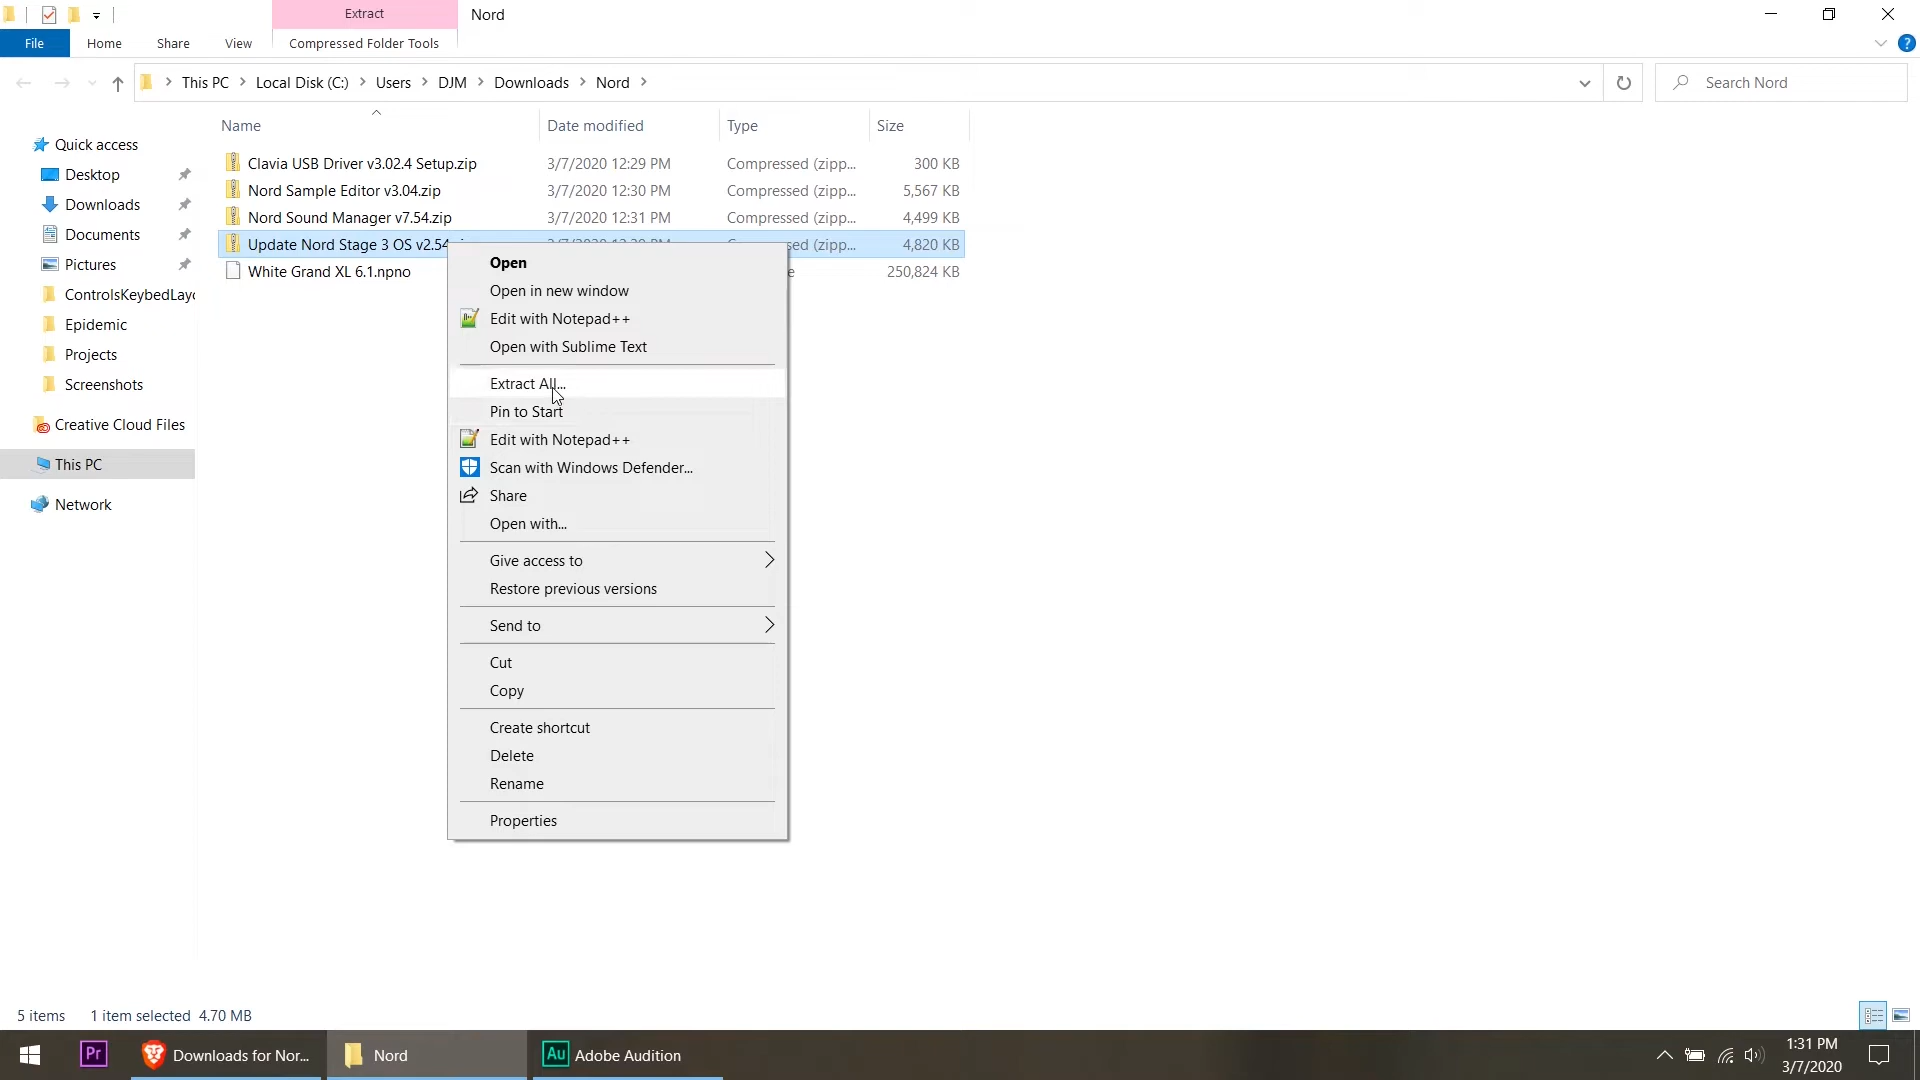 Extract
Nord
File
Home
Share
View
Compressed Folder Tools
This PC
Local Disk (C:)
Users
DJM
Downloads
Nord
Search Nord
Name
Date modified
Type
Size
Quick access
Desktop
Downloads
Documents
Pictures
ControlsKeybedLayo
Epidemic
Projects
Screenshots
Creative Cloud Files
This PC
Network
Clavia USB Driver v3.02.4 Setup.zip 3/7/2020 12:29 PM Compressed (zipp... 300 KB
Nord Sample Editor v3.04.zip 3/7/2020 12:30 PM Compressed (zipp... 5,567 KB
Nord Sound Manager v7.54.zip 3/7/2020 12:31 PM Compressed (zipp... 4,499 KB
Update Nord Stage 3 OS v2.54 sed (zipp... 4,820 KB
White Grand XL 6.1.npno e 250,824 KB
Open
Open in new window
Edit with Notepad++
Open with Sublime Text
Extract All...
Pin to Start
Edit with Notepad++
Scan with Windows Defender...
Share
Open with...
Give access to
Restore previous versions
Send to
Cut
Copy
Create shortcut
Delete
Rename
Properties
5 items 1 item selected 4.70 MB
Pr
Downloads for Nor...
Nord
Au
Adobe Audition
1:31 PM
3/7/2020